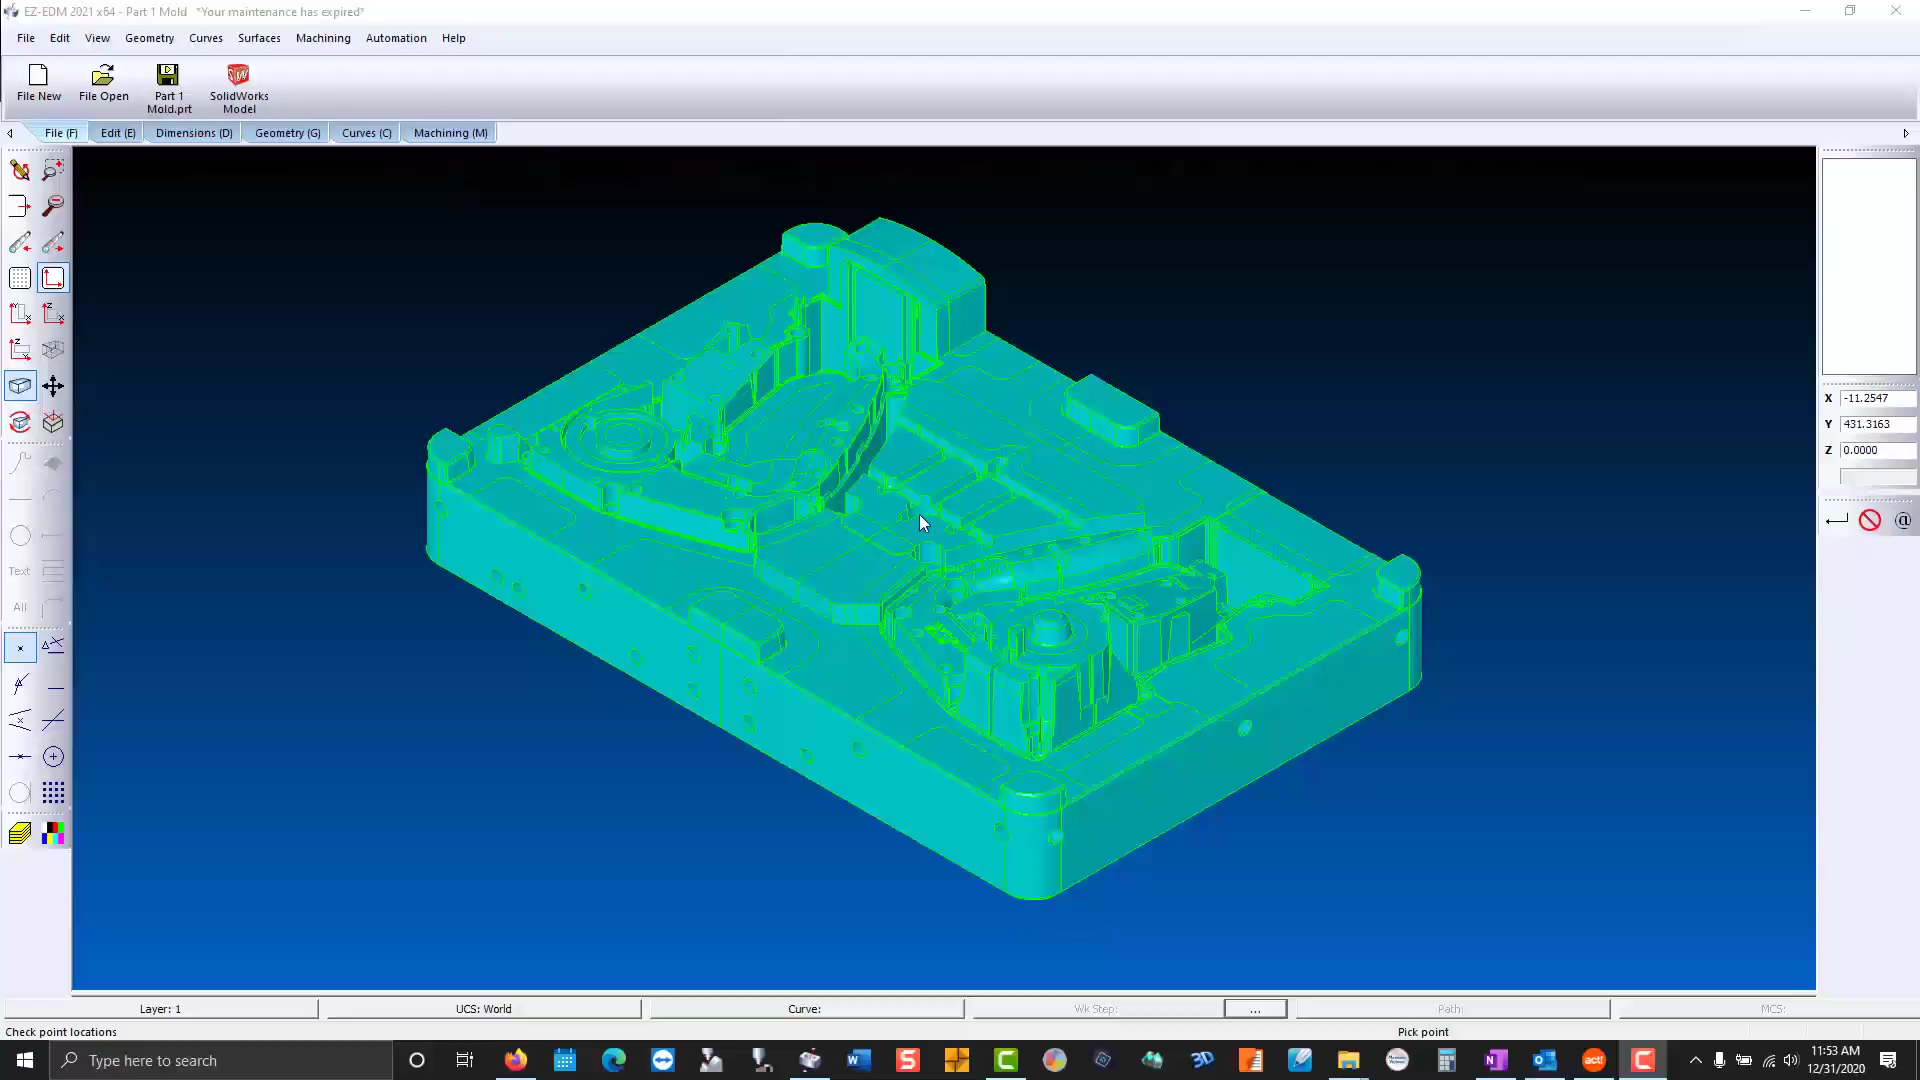 EZ-EDM 2021 x64 - Part 1 Mold   *Your maintenance has expired*
File Edit View Geometry Curves Surfaces Machining Automation Help
File New File Open Part 1 Mold.prt SolidWorks Model
File (F) Edit (E) Dimensions (D) Geometry (G) Curves (C) Machining (M)
X -11.2547
Y 431.3163
Z 0.0000
@
Text
All
Layer: 1 UCS: World Curve: Wk Step: ... Path: MCS:
Check point locations Pick point
Type here to search
11:53 AM
12/31/2020